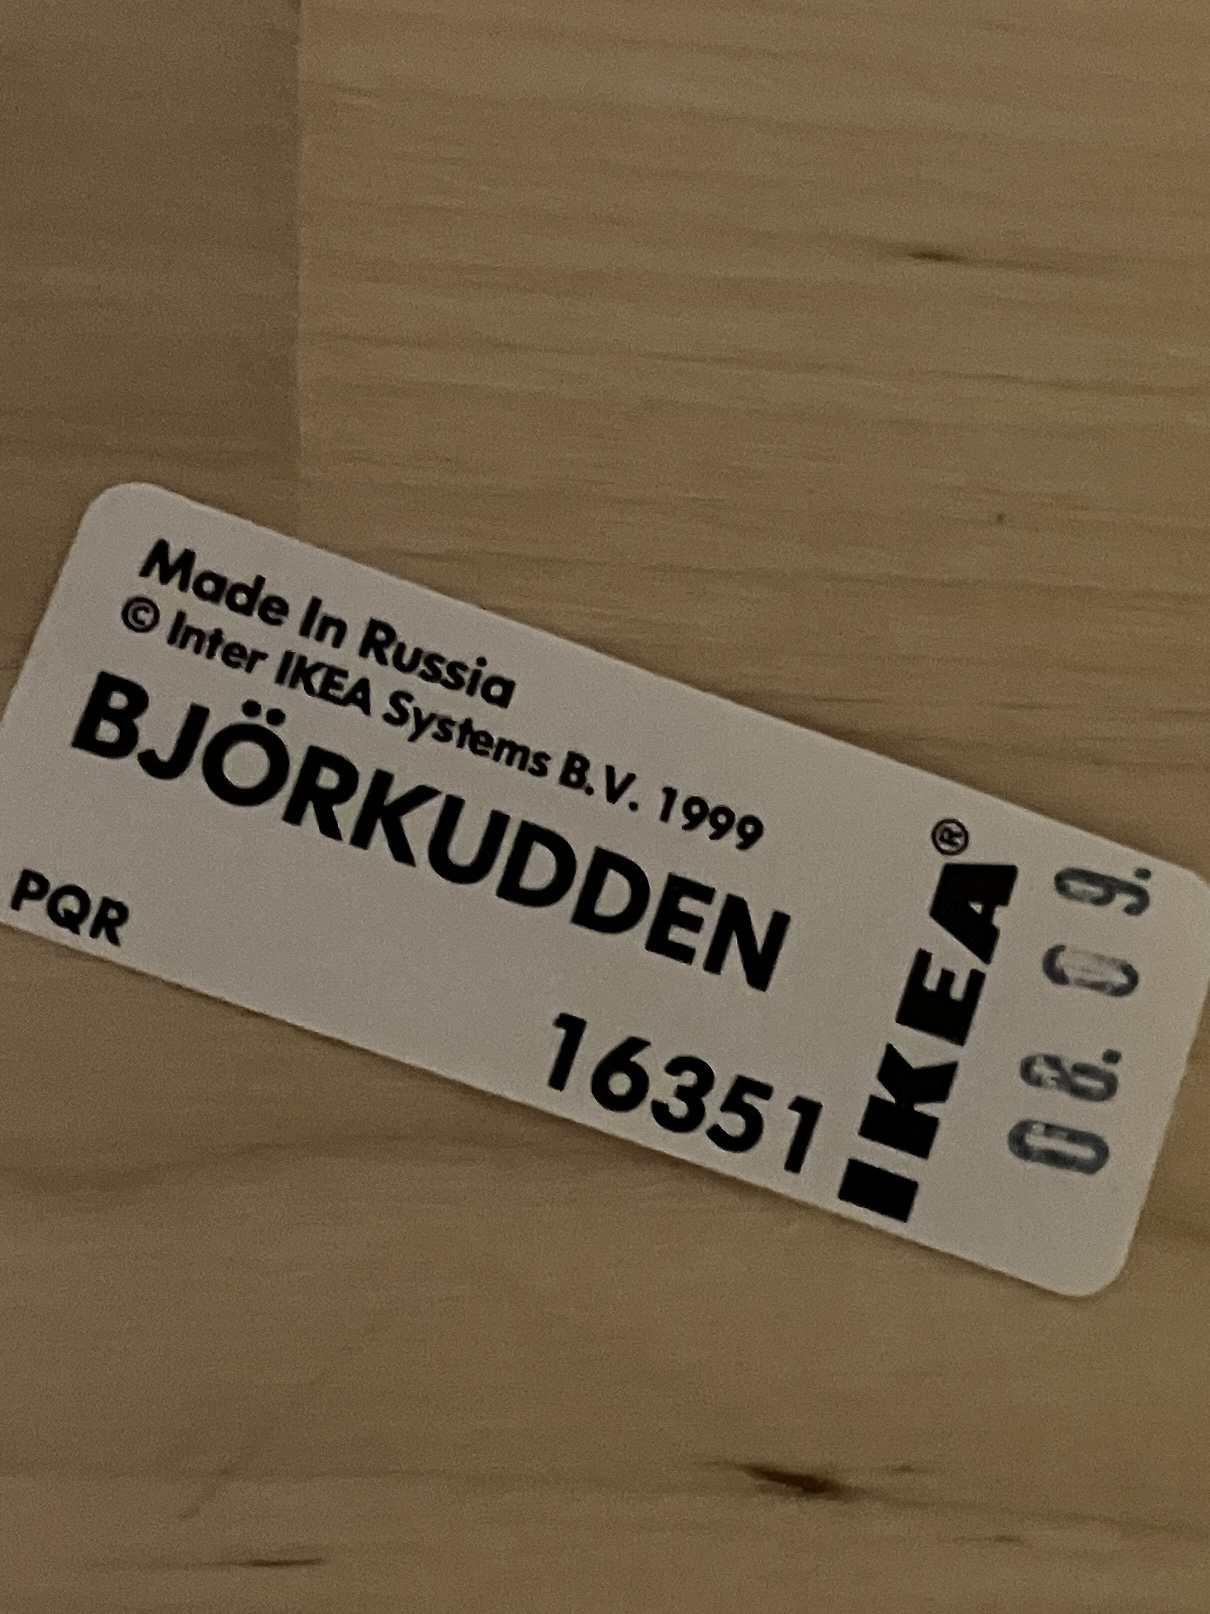 Made In Russia
© Inter IKEA Systems B.V. 1999
BJÖRKUDDEN
PQR
16351
IKEA®
08.09.